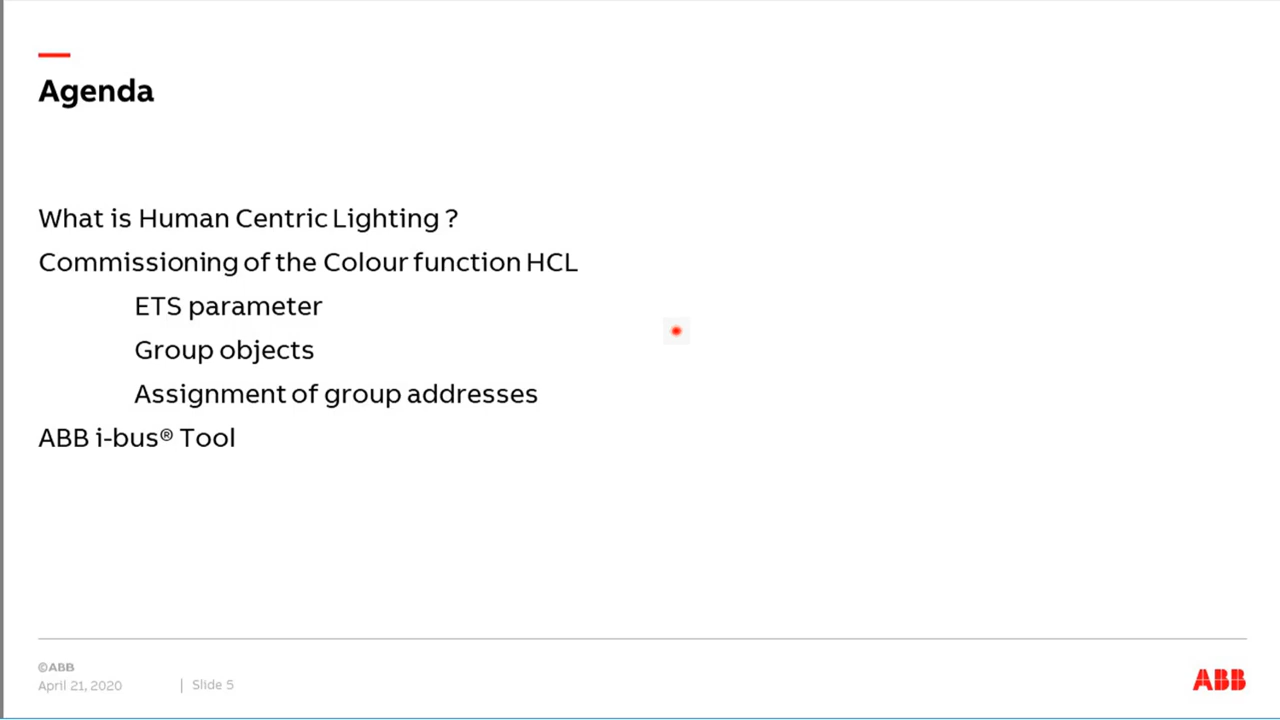 Agenda
What is Human Centric Lighting ?
Commissioning of the Colour function HCL
ETS parameter
Group objects
Assignment of group addresses
ABB i-bus® Tool
©ABB
April 21, 2020 | Slide 5
ABB